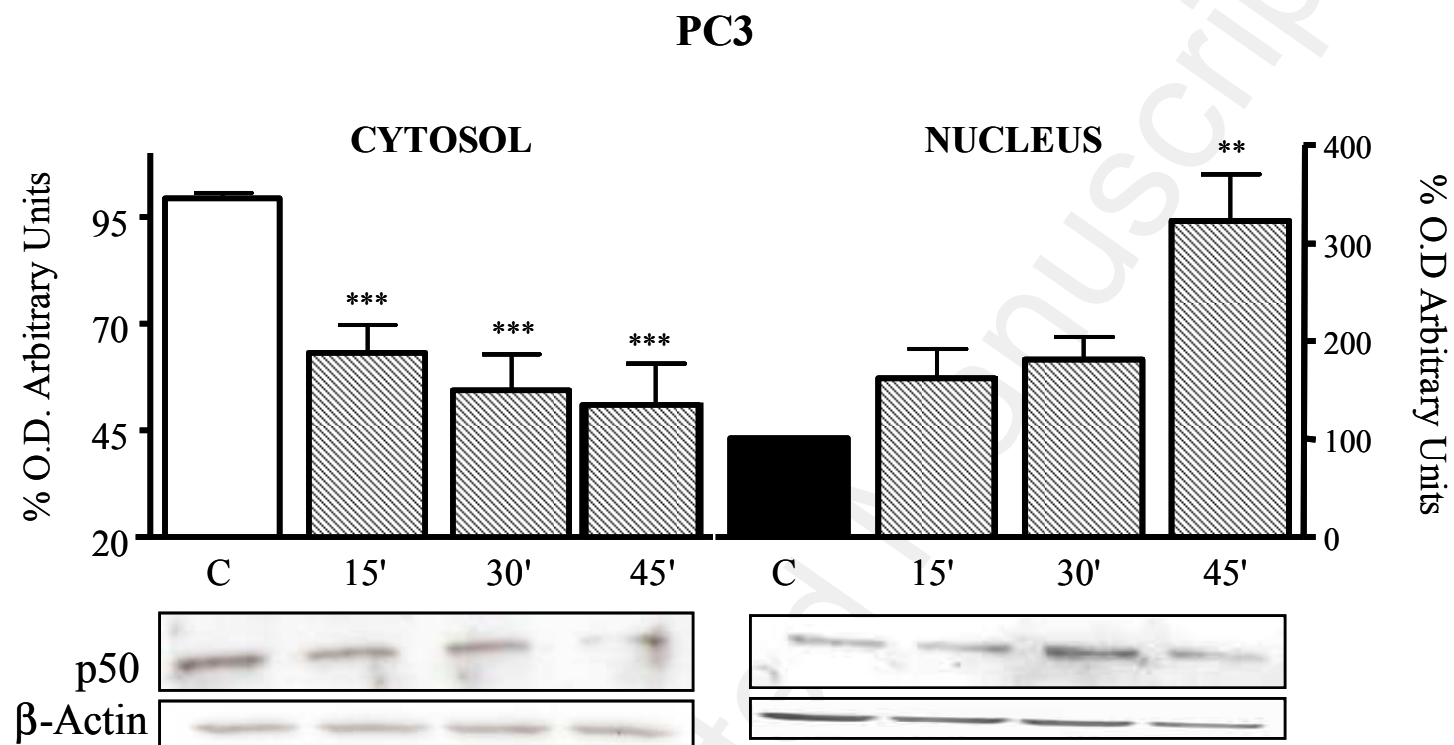 PC3
CYTOSOL NUCLEUS
% O.D. Arbitrary Units
95
70
45
20
*** *** ***
**
400
300
200
100
0
% O.D Arbitrary Units
C 15' 30' 45' C 15' 30' 45'
p50
β-Actin